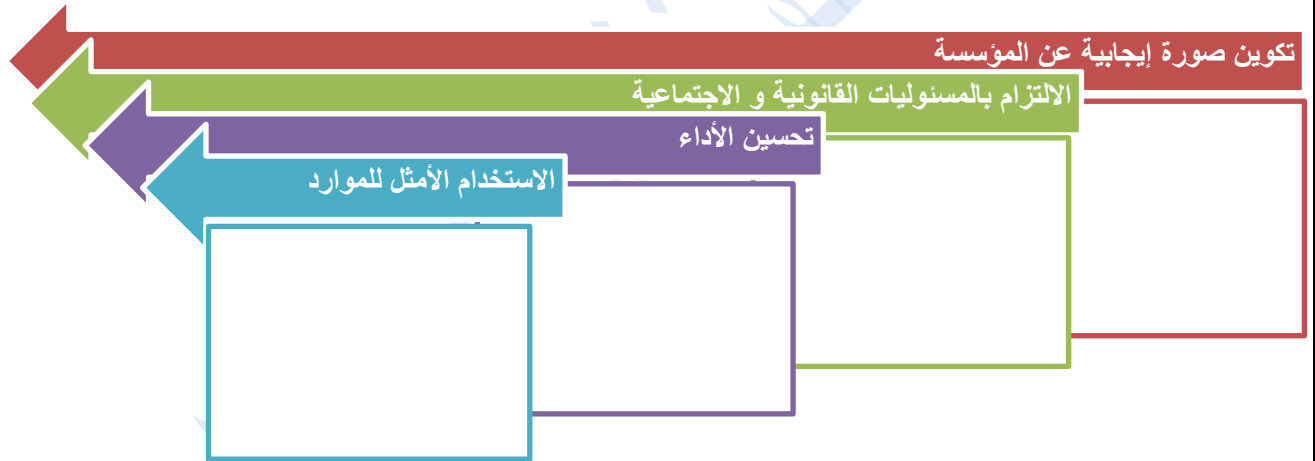 تكوين صورة إيجابية عن المؤسسة
الالتزام بالمسئوليات القانونية و الاجتماعية
تحسين الأداء
الاستخدام الأمثل للموارد